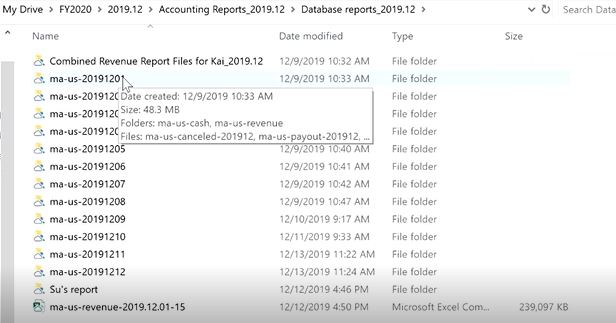 My Drive > FY2020 > 2019.12 > Accounting Reports_2019.12 > Database reports_2019.12 > Search Data
Name Date modified Type Size
Combined Revenue Report Files for Kai_2019.12 12/9/2019 10:32 AM File folder
ma-us-20191201 12/9/2019 10:33 AM File folder
ma-us-2019120 File folder
Date created: 12/9/2019 10:33 AM
ma-us-2019120 File folder
Size: 48.3 MB
Folders: ma-us-cash, ma-us-revenue
ma-us-2019120 File folder
Files: ma-us-canceled-201912, ma-us-payout-201912, ...
ma-us-20191205 12/9/2019 10:40 AM File folder
ma-us-20191206 12/9/2019 10:41 AM File folder
ma-us-20191207 12/9/2019 10:42 AM File folder
ma-us-20191208 12/9/2019 10:47 AM File folder
ma-us-20191209 12/10/2019 9:17 AM File folder
ma-us-20191210 12/11/2019 9:33 AM File folder
ma-us-20191211 12/13/2019 11:22 AM File folder
ma-us-20191212 12/13/2019 11:24 AM File folder
Su's report 12/12/2019 4:46 PM File folder
ma-us-revenue-2019.12.01-15 12/12/2019 4:50 PM Microsoft Excel Com... 239,097 KB